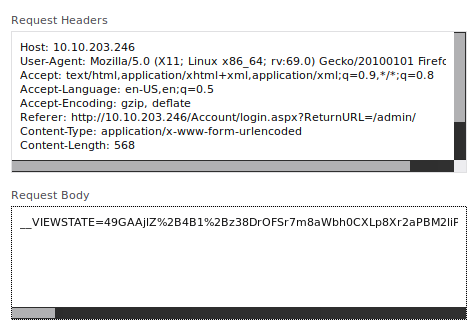 Request Headers
Host: 10.10.203.246
User-Agent: Mozilla/5.0 (X11; Linux x86_64; rv:69.0) Gecko/20100101 Firefo
Accept: text/html,application/xhtml+xml,application/xml;q=0.9,*/*;q=0.8
Accept-Language: en-US,en;q=0.5
Accept-Encoding: gzip, deflate
Referer: http://10.10.203.246/Account/login.aspx?ReturnURL=/admin/
Content-Type: application/x-www-form-urlencoded
Content-Length: 568
Request Body
__VIEWSTATE=49GAAjlZ%2B4B1%2Bz38DrOFSr7m8aWbh0CXLp8Xr2aPBM2liP